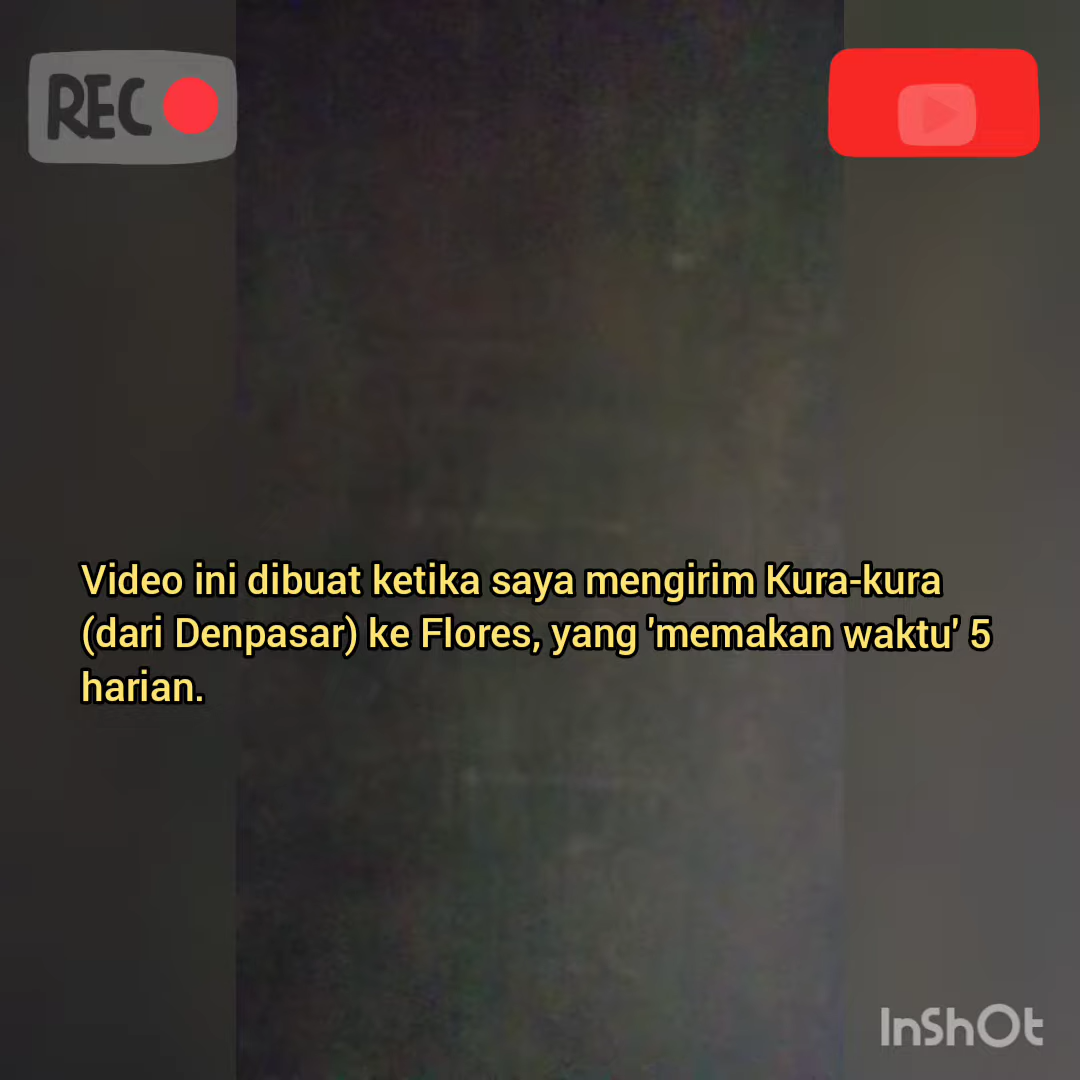 REC
Video ini dibuat ketika saya mengirim Kura-kura
(dari Denpasar) ke Flores, yang 'memakan waktu' 5
harian.
InShOt